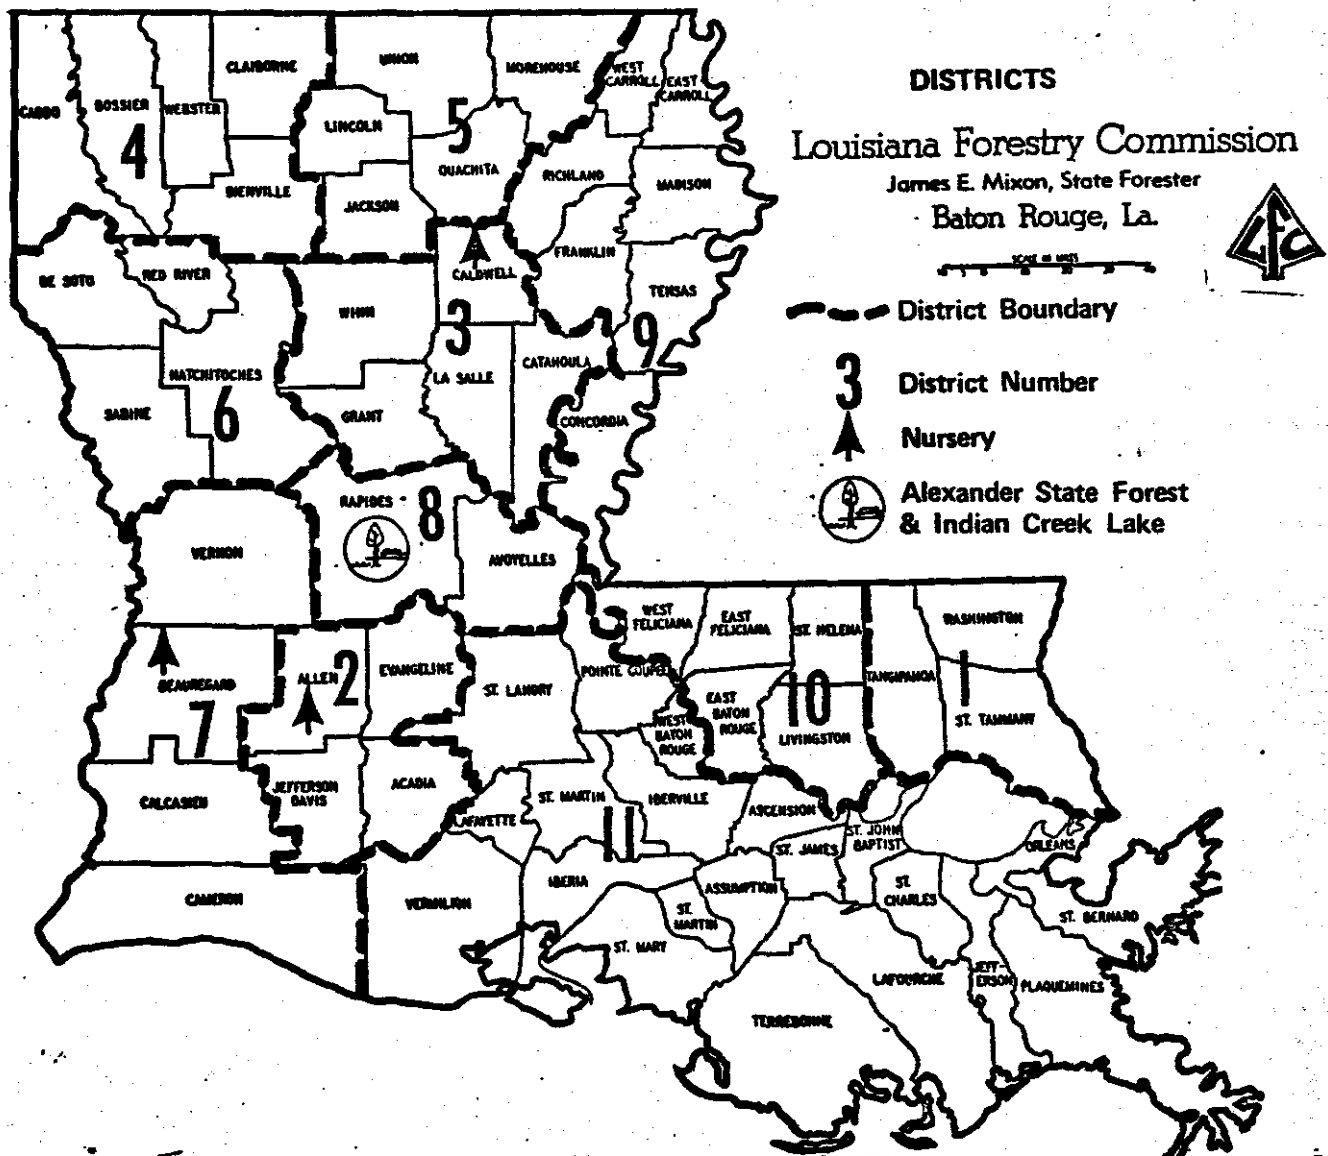 DISTRICTS
Louisiana Forestry Commission
James E. Mixon, State Forester
Baton Rouge, La.
SCALE OF MILES
District Boundary
3 District Number
Nursery
Alexander State Forest
& Indian Creek Lake
LFC
CADDO
BOSSIER
WEBSTER
CLAIBORNE
UNION
MOREHOUSE
WEST
CARROLL
EAST
CARROLL
4
LINCOLN
5
OUACHITA
RICHLAND
MADISON
BIENVILLE
JACKSON
DE SOTO
RED RIVER
CALDWELL
FRANKLIN
TENSAS
WINN
3
9
NATCHITOCHES
6
SABINE
GRANT
LA SALLE
CATAHOULA
CONCORDIA
VERNON
RAPIDES
8
AVOYELLES
BEAUREGARD
7
ALLEN
2
EVANGELINE
ST. LANDRY
POINTE COUPEE
WEST
FELICIANA
EAST
FELICIANA
ST. HELENA
WASHINGTON
TANGIPAHOA
1
ST. TAMMANY
10
EAST
BATON
ROUGE
LIVINGSTON
WEST
BATON
ROUGE
CALCASIEU
JEFFERSON
DAVIS
ACADIA
LAFAYETTE
ST. MARTIN
11
IBERVILLE
ASCENSION
ST. JAMES
ST. JOHN
BAPTIST
ORLEANS
CAMERON
VERMILION
IBERIA
ST. MARTIN
ASSUMPTION
ST.
CHARLES
ST. BERNARD
ST. MARY
LAFOURCHE
JEFF-
ERSON
PLAQUEMINES
TERREBONNE